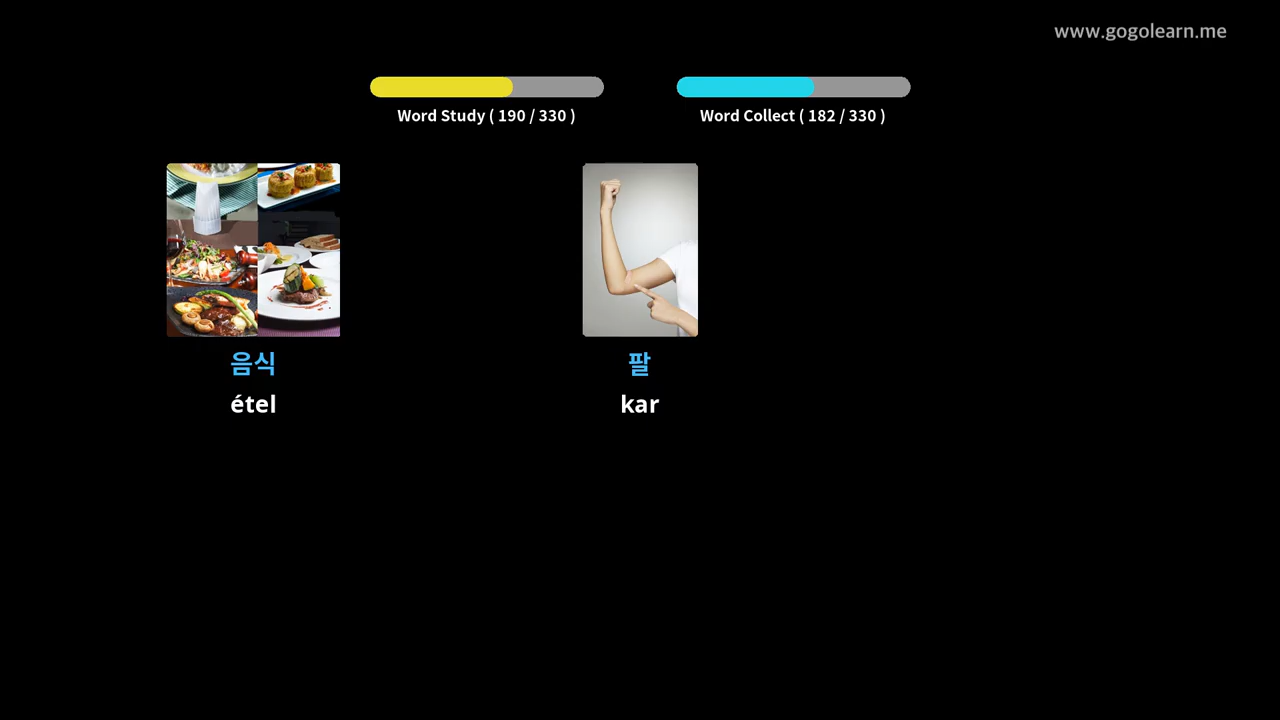 www.gogolearn.me
Word Study ( 190 / 330 )
Word Collect ( 182 / 330 )
음식
étel
팔
kar